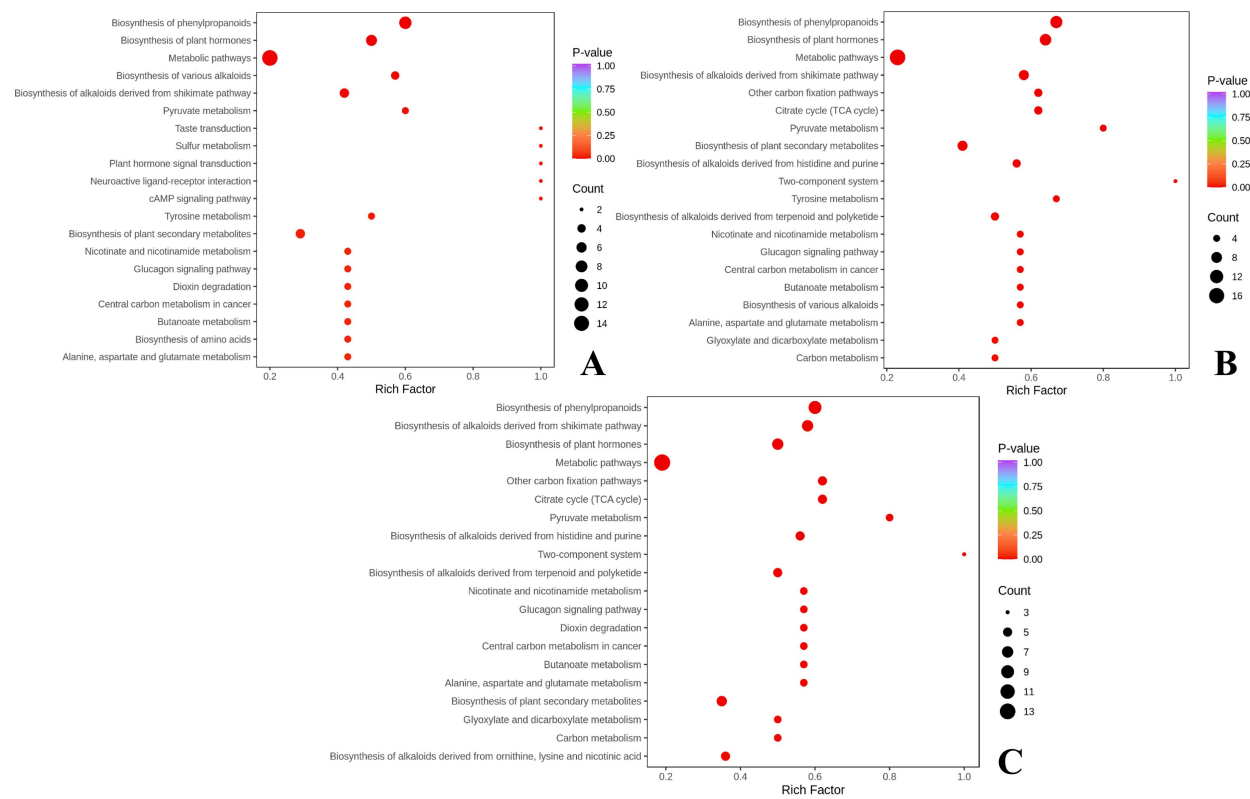 Biosynthesis of phenylpropanoids
Biosynthesis of plant hormones
Metabolic pathways
Biosynthesis of various alkaloids
Biosynthesis of alkaloids derived from shikimate pathway
Pyruvate metabolism
Taste transduction
Sulfur metabolism
Plant hormone signal transduction
Neuroactive ligand-receptor interaction
cAMP signaling pathway
Tyrosine metabolism
Biosynthesis of plant secondary metabolites
Nicotinate and nicotinamide metabolism
Glucagon signaling pathway
Dioxin degradation
Central carbon metabolism in cancer
Butanoate metabolism
Biosynthesis of amino acids
Alanine, aspartate and glutamate metabolism
0.2 0.4 0.6 0.8 1.0
Rich Factor
P-value
1.00
0.75
0.50
0.25
0.00
Count
2
4
6
8
10
12
14
A
Biosynthesis of phenylpropanoids
Biosynthesis of plant hormones
Metabolic pathways
Biosynthesis of alkaloids derived from shikimate pathway
Other carbon fixation pathways
Citrate cycle (TCA cycle)
Pyruvate metabolism
Biosynthesis of plant secondary metebolites
Biosynthesis of alkaloids derived from histidine and purine
Two-component system
Tyrosine metabolism
Biosynthesis of alkaloids derived from terpenoid and polyketide
Nicotinate and nicotinamide metabolism
Glucagon signaling pathway
Central carbon metabolism in cancer
Butanoate metabolism
Biosynthesis of various alkaloids
Alanine, aspartate and glutamate metabolism
Glyoxylate and dicarboxylate metabolism
Carbon metabolism
0.2 0.4 0.6 0.8 1.0
Rich Factor
P-value
1.00
0.75
0.50
0.25
0.00
Count
4
8
12
16
B
Biosynthesis of phenylpropanoids
Biosynthesis of alkaloids derived from shikimate pathway
Biosynthesis of plant hormones
Metabolic pathways
Other carbon fixation pathways
Citrate cycle (TCA cycle)
Pyruvate metabolism
Biosynthesis of alkaloids derived from histidine and purine
Two-component system
Biosynthesis of alkaloids derived from terpenoid and polyketide
Nicotinate and nicotinamide metabolism
Glucagon signaling pathway
Dioxin degradation
Central carbon metabolism in cancer
Butanoate metabolism
Alanine, aspartate and glutamate metabolism
Biosynthesis of plant secondary metabolites
Glyoxylate and dicarboxylate metabolism
Carbon metabolism
Biosynthesis of alkaloids derived from ornithine, lysine and nicotinic acid
0.2 0.4 0.6 0.8 1.0
Rich Factor
P-value
1.00
0.75
0.50
0.25
0.00
Count
3
5
7
9
11
13
C